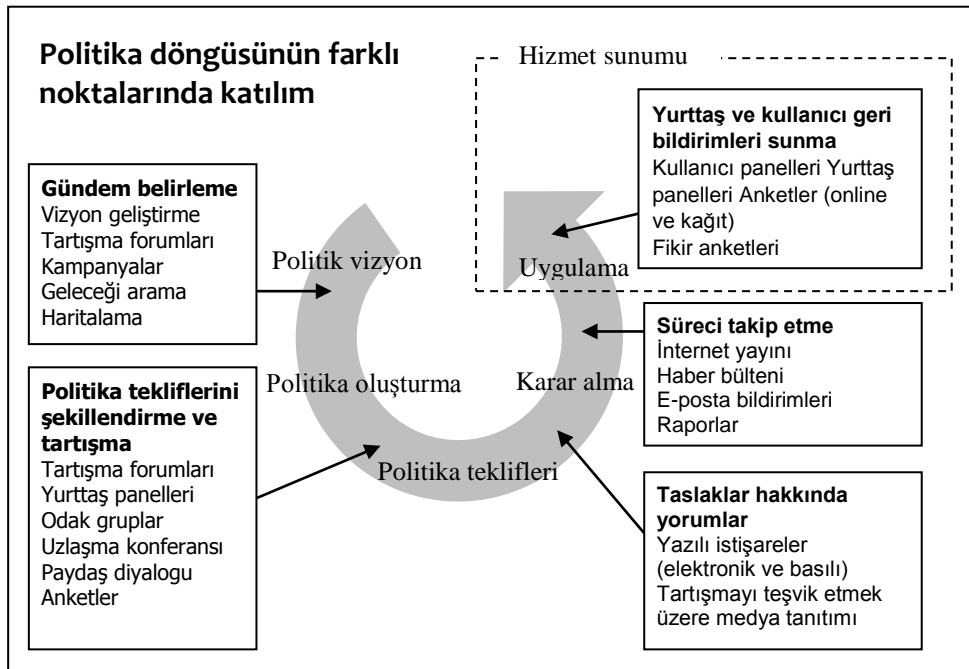 Politika döngüsünün farklı
noktalarında katılım
Hizmet sunumu
Yurttaş ve kullanıcı geri
bildirimleri sunma
Kullanıcı panelleri Yurttaş
panelleri Anketler (online
ve kağıt)
Fikir anketleri
Gündem belirleme
Vizyon geliştirme
Tartışma forumları
Kampanyalar
Geleceği arama
Haritalama
Politik vizyon
Uygulama
Süreci takip etme
İnternet yayını
Haber bülteni
E-posta bildirimleri
Raporlar
Politika oluşturma
Karar alma
Politika tekliflerini
şekillendirme ve
tartışma
Tartışma forumları
Yurttaş panelleri
Odak gruplar
Uzlaşma konferansı
Paydaş diyalogu
Anketler
Politika teklifleri
Taslaklar hakkında
yorumlar
Yazılı istişareler
(elektronik ve basılı)
Tartışmayı teşvik etmek
üzere medya tanıtımı